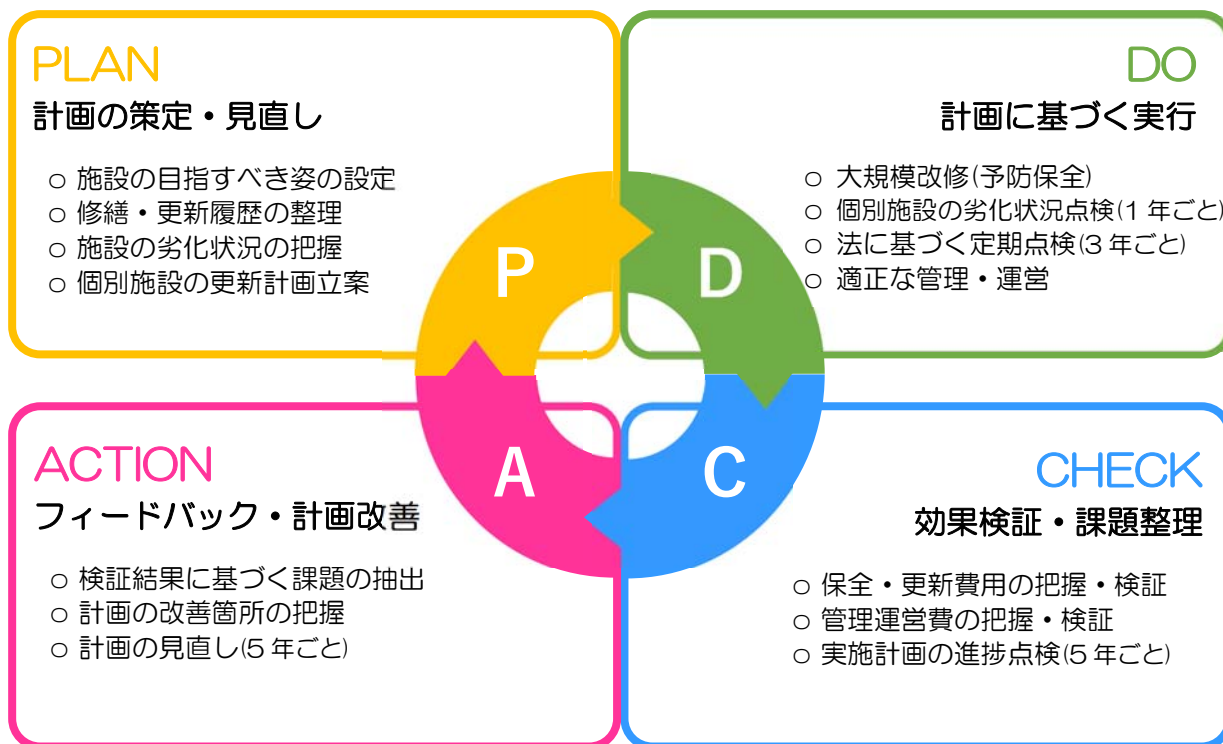 PLAN
計画の策定・見直し
○ 施設の目指すべき姿の設定
○ 修繕・更新履歴の整理
○ 施設の劣化状況の把握
○ 個別施設の更新計画立案
DO
計画に基づく実行
○ 大規模改修(予防保全)
○ 個別施設の劣化状況点検(1年ごと)
○ 法に基づく定期点検(3年ごと)
○ 適正な管理・運営
P
D
A
C
ACTION
フィードバック・計画改善
○ 検証結果に基づく課題の抽出
○ 計画の改善箇所の把握
○ 計画の見直し(5年ごと)
CHECK
効果検証・課題整理
○ 保全・更新費用の把握・検証
○ 管理運営費の把握・検証
○ 実施計画の進捗点検(5年ごと)